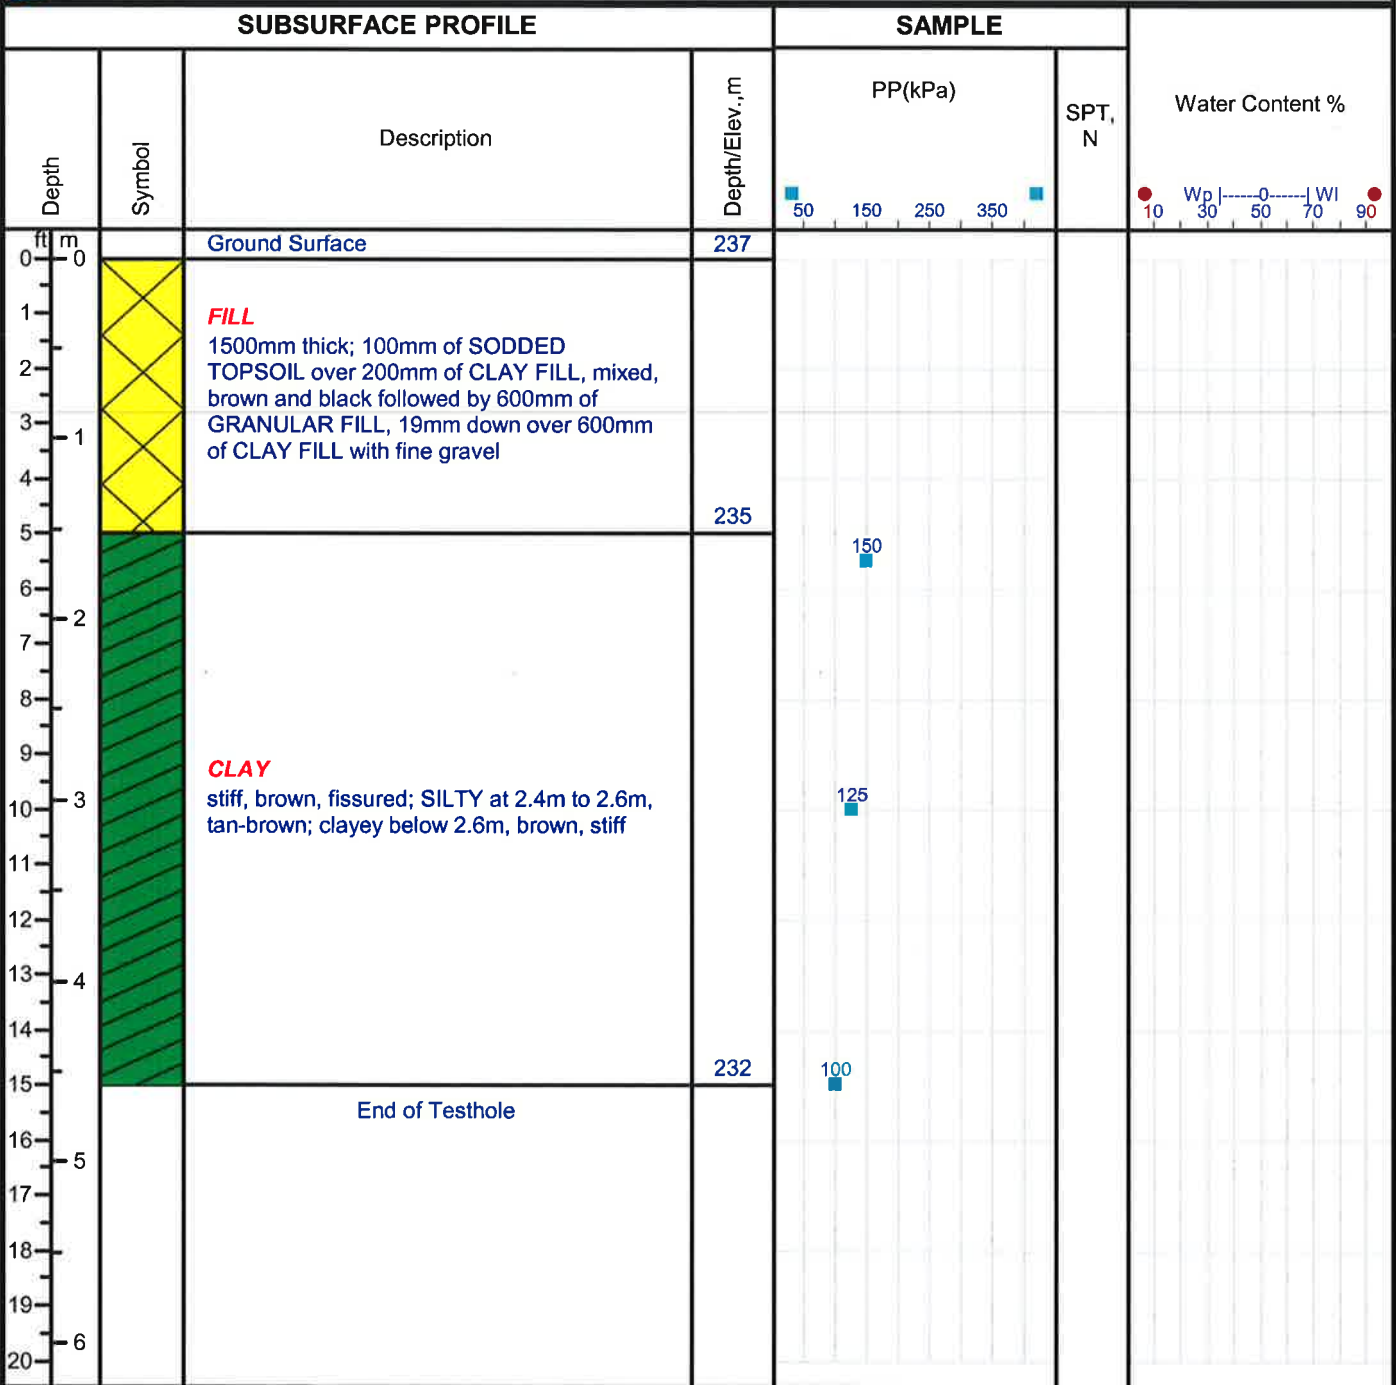 SUBSURFACE PROFILE
SAMPLE
Depth
Symbol
Description
Depth/Elev.,m
PP(kPa)
SPT,
N
Water Content %
50 150 250 350
Wp |------0------| Wl
10 30 50 70 90
ft m
Ground Surface
237
0 0
1
FILL
1500mm thick; 100mm of SODDED
2
TOPSOIL over 200mm of CLAY FILL, mixed,
brown and black followed by 600mm of
3
GRANULAR FILL, 19mm down over 600mm
1
of CLAY FILL with fine gravel
4
235
5
150
6
2
7
8
9
CLAY
stiff, brown, fissured; SILTY at 2.4m to 2.6m,
125
10 3
tan-brown; clayey below 2.6m, brown, stiff
11
12
13
4
14
232
100
15
End of Testhole
16
5
17
18
19
6
20